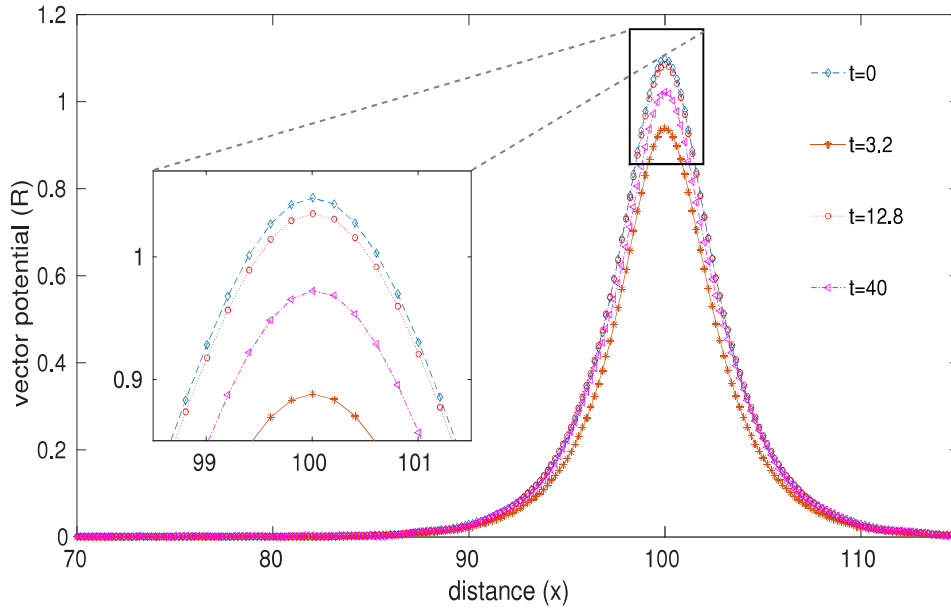 1.2
1
0.8
0.6
0.4
0.2
0
vector potential (R)
1
0.9
99 100 101
t=0
t=3.2
t=12.8
t=40
70 80 90 100 110
distance (x)